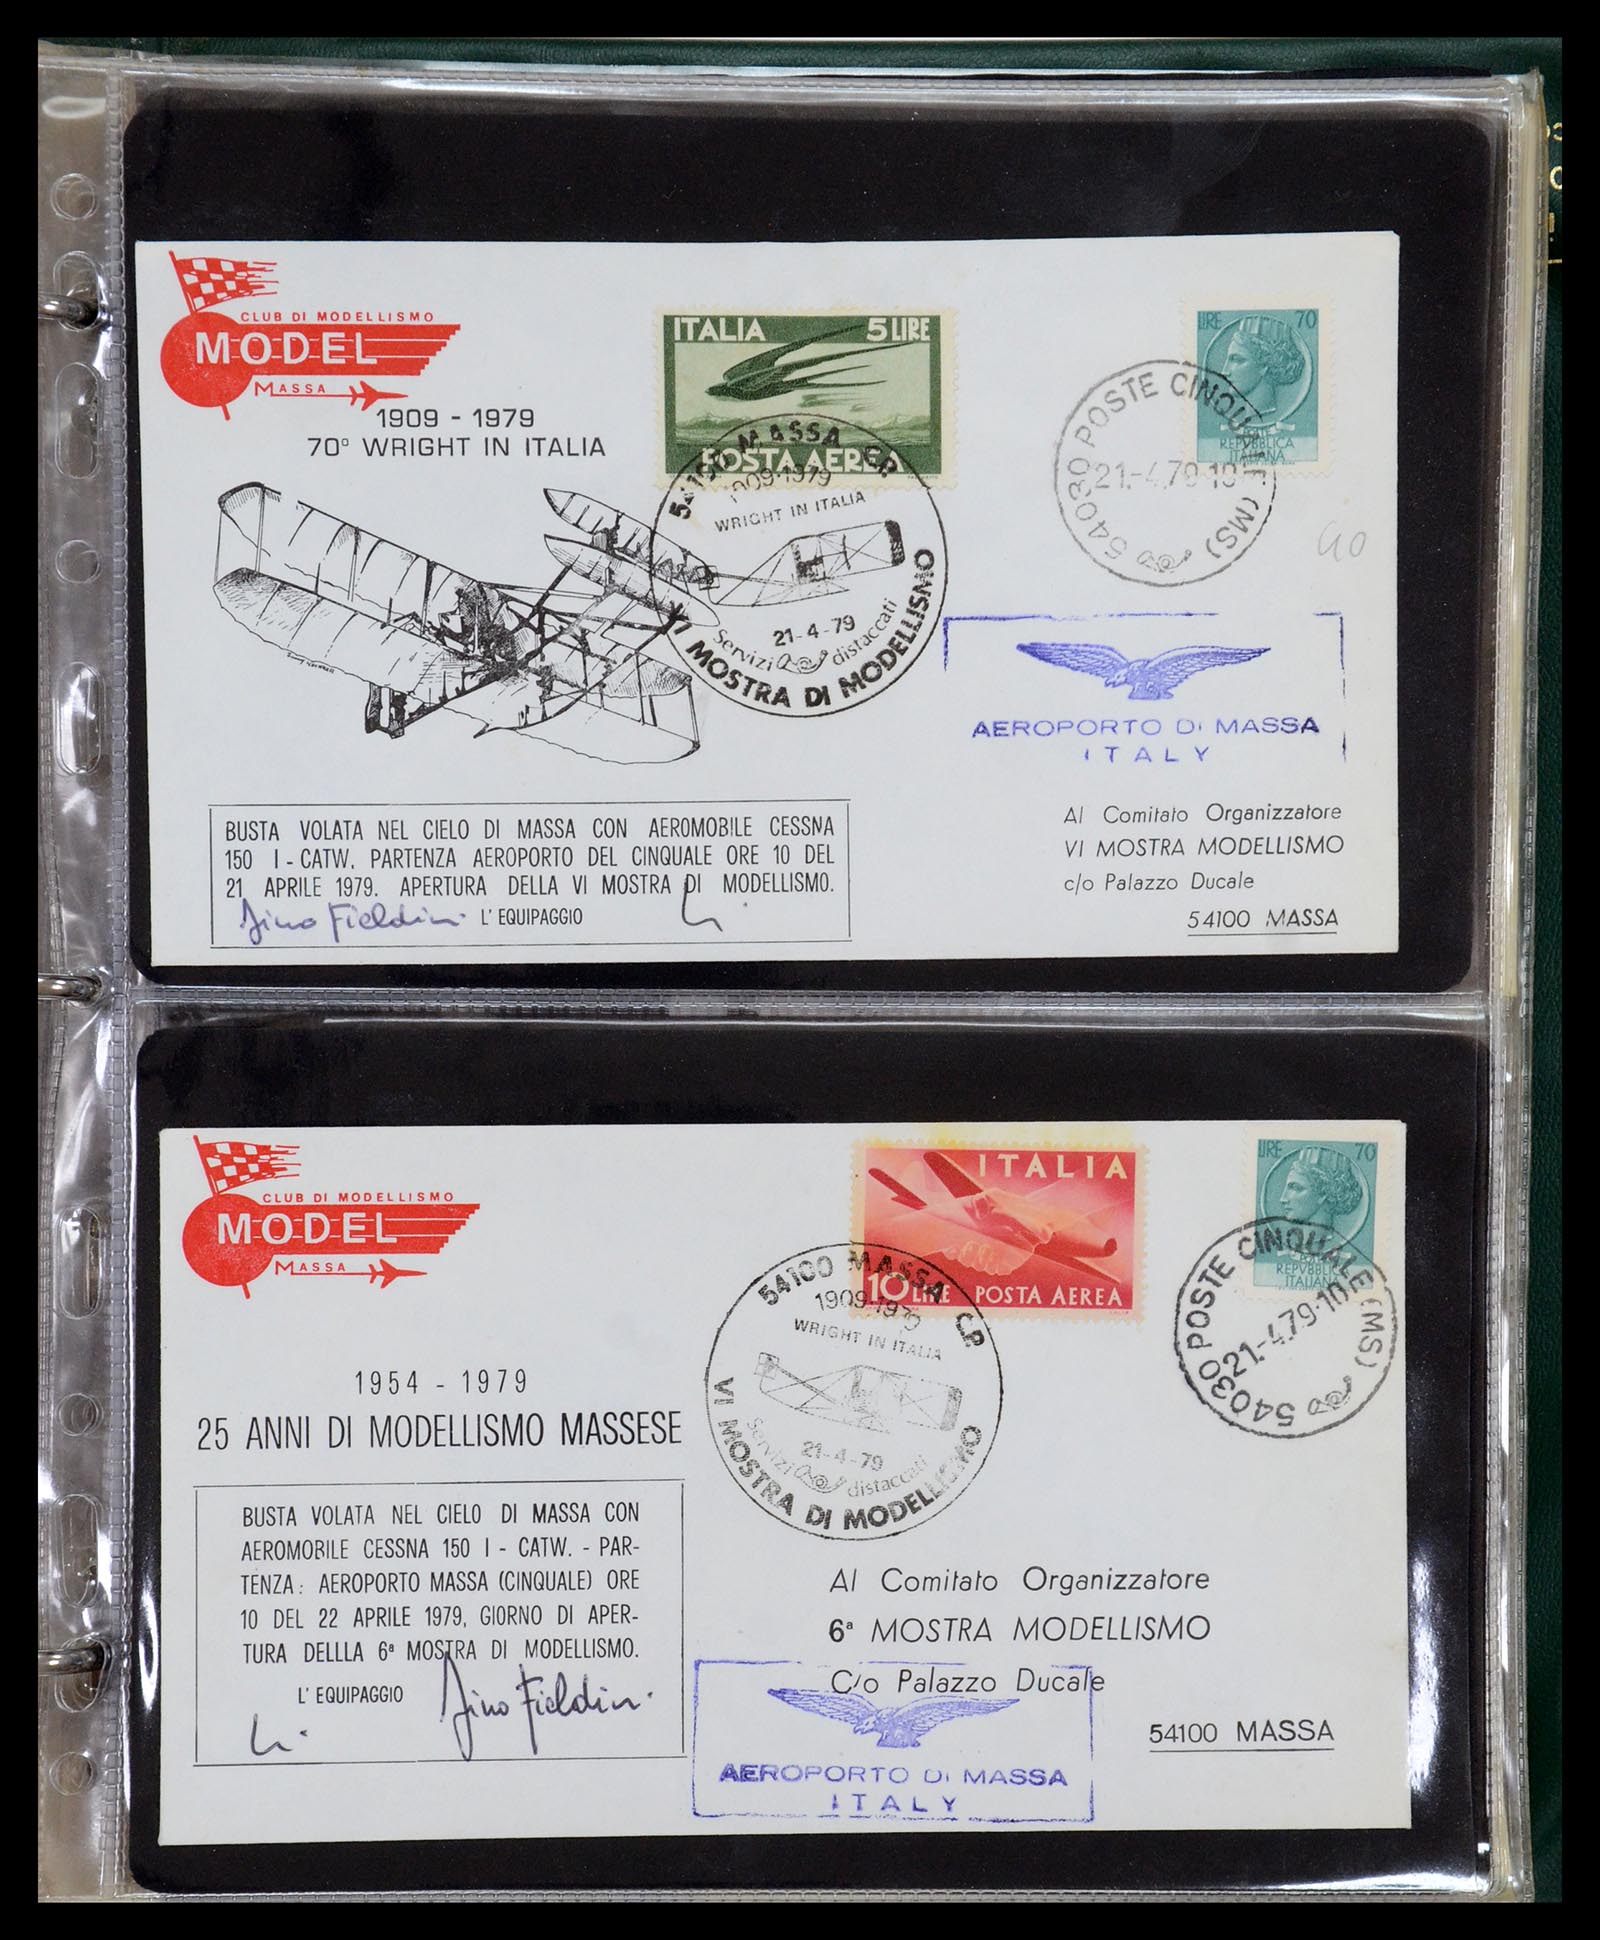 CLUB DI MODELLISMO
MODEL
MASSA
1909 - 1979
70° WRIGHT IN ITALIA
ITALIA 5 LIRE
POSTA AEREA
LIRE 70
POSTE
REPVBBLICA
ITALIANA
54030 POSTE CINQUALE (MS)
21.-4.79-10
MASSA C.P.
1909·1979
WRIGHT IN ITALIA
21-4-79
Servizi distaccati
VI MOSTRA DI MODELLISMO
AEROPORTO DI MASSA
ITALY
BUSTA VOLATA NEL CIELO DI MASSA CON AEROMOBILE CESSNA
150 I - CATW. PARTENZA AEROPORTO DEL CINQUALE ORE 10 DEL
21 APRILE 1979. APERTURA DELLA VI MOSTRA DI MODELLISMO.
Gino Fieldini L' EQUIPAGGIO
Al Comitato Organizzatore
VI MOSTRA MODELLISMO
c/o Palazzo Ducale
54100 MASSA
CLUB DI MODELLISMO
MODEL
MASSA
ITALIA
10 LIRE POSTA AEREA
LIRE 70
REPVBBLICA
ITALIANA
54030 POSTE CINQUALE (MS)
21.-4.79·10
54100 MASSA C.P.
1909·1979
WRIGHT IN ITALIA
21-4-79
Servizi distaccati
VI MOSTRA DI MODELLISMO
1954 - 1979
25 ANNI DI MODELLISMO MASSESE
BUSTA VOLATA NEL CIELO DI MASSA CON
AEROMOBILE CESSNA 150 I - CATW. - PAR-
TENZA: AEROPORTO MASSA (CINQUALE) ORE
10 DEL 22 APRILE 1979, GIORNO DI APER-
TURA DELLLA 6ª MOSTRA DI MODELLISMO.
L' EQUIPAGGIO Gino Fieldini
Al Comitato Organizzatore
6ª MOSTRA MODELLISMO
C/o Palazzo Ducale
54100 MASSA
AEROPORTO DI MASSA
ITALY